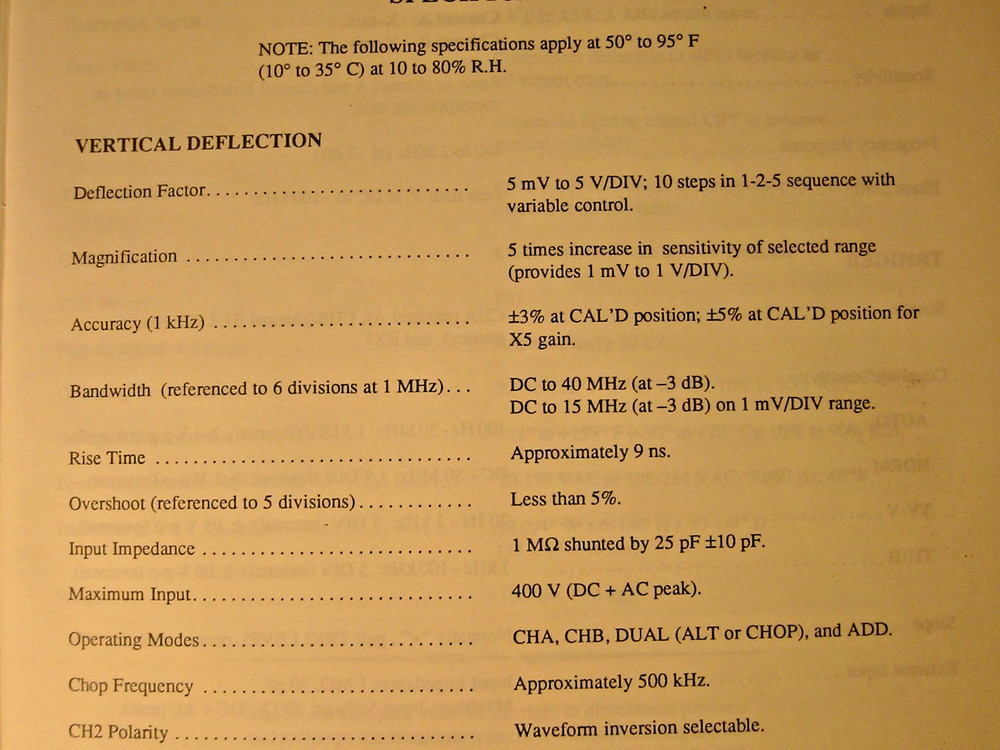 NOTE: The following specifications apply at 50° to 95° F
(10° to 35° C) at 10 to 80% R.H.
VERTICAL DEFLECTION
Deflection Factor.......................... 5 mV to 5 V/DIV; 10 steps in 1-2-5 sequence with
variable control.
Magnification ............................ 5 times increase in sensitivity of selected range
(provides 1 mV to 1 V/DIV).
Accuracy (1 kHz) ......................... ±3% at CAL'D position; ±5% at CAL'D position for
X5 gain.
Bandwidth (referenced to 6 divisions at 1 MHz)... DC to 40 MHz (at –3 dB).
DC to 15 MHz (at –3 dB) on 1 mV/DIV range.
Rise Time ............................... Approximately 9 ns.
Overshoot (referenced to 5 divisions)............ Less than 5%.
Input Impedance .......................... 1 MΩ shunted by 25 pF ±10 pF.
Maximum Input........................... 400 V (DC + AC peak).
Operating Modes.......................... CHA, CHB, DUAL (ALT or CHOP), and ADD.
Chop Frequency .......................... Approximately 500 kHz.
CH2 Polarity ............................. Waveform inversion selectable.